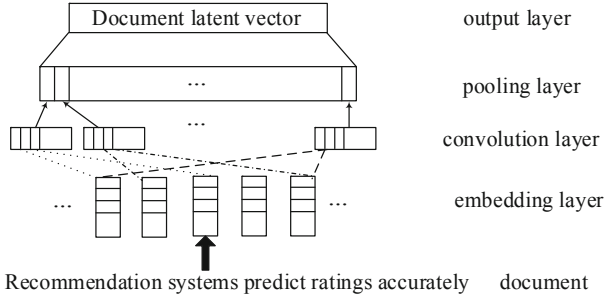 Document latent vector output layer
... pooling layer
...
convolution layer
... ... embedding layer
Recommendation systems predict ratings accurately document